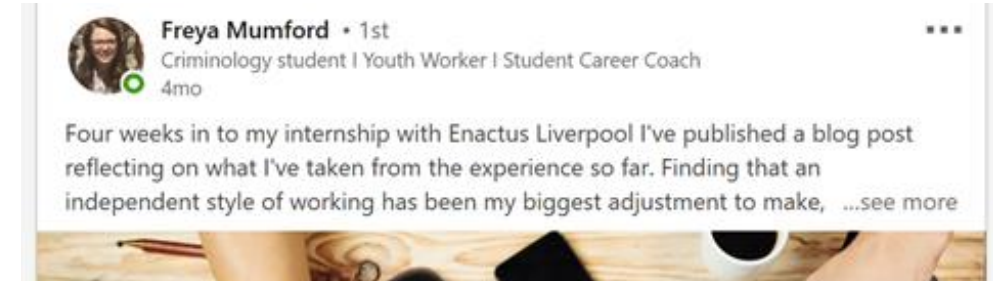 Freya Mumford • 1st
Criminology student I Youth Worker I Student Career Coach
4mo
Four weeks in to my internship with Enactus Liverpool I've published a blog post
reflecting on what I've taken from the experience so far. Finding that an
independent style of working has been my biggest adjustment to make, ...see more